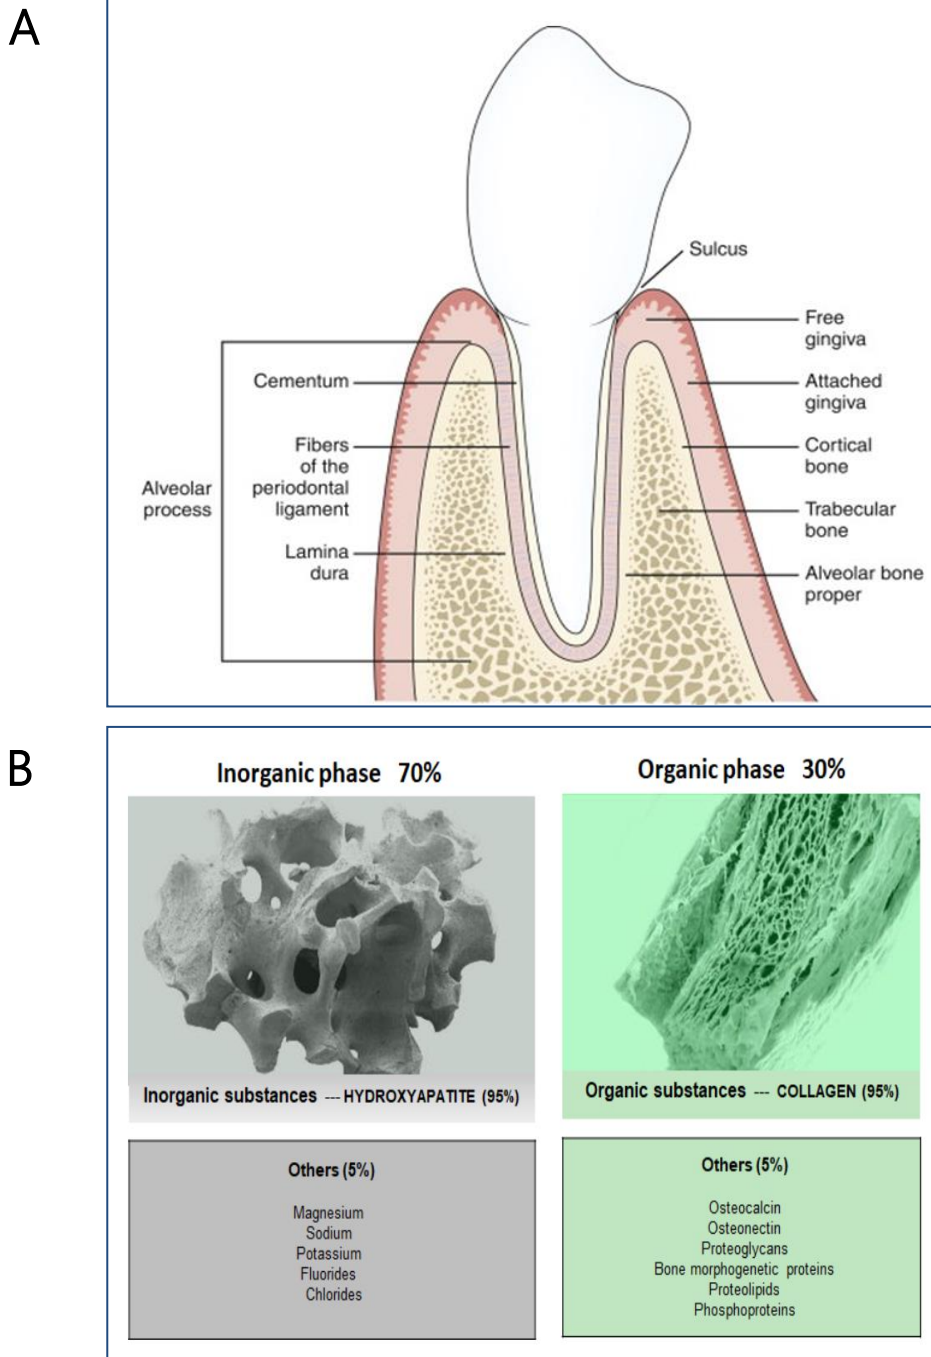 A
Sulcus
Free
gingiva
Cementum
Attached
gingiva
Fibers
of the
periodontal
ligament
Cortical
bone
Alveolar
process
Trabecular
bone
Lamina
dura
Alveolar bone
proper
B
Inorganic phase 70%
Organic phase 30%
Inorganic substances --- HYDROXYAPATITE (95%)
Organic substances --- COLLAGEN (95%)
Others (5%)
Magnesium
Sodium
Potassium
Fluorides
Chlorides
Others (5%)
Osteocalcin
Osteonectin
Proteoglycans
Bone morphogenetic proteins
Proteolipids
Phosphoproteins